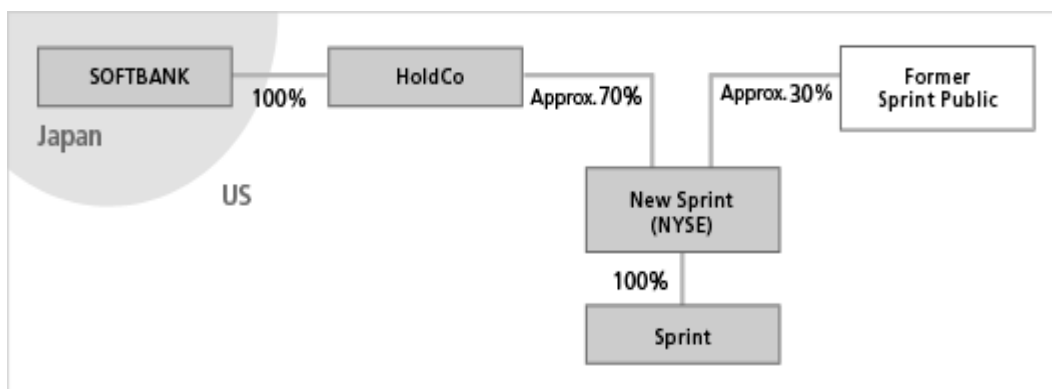 SOFTBANK
100%
HoldCo
Approx. 70%
Approx. 30%
Former
Sprint Public
Japan
US
New Sprint
(NYSE)
100%
Sprint